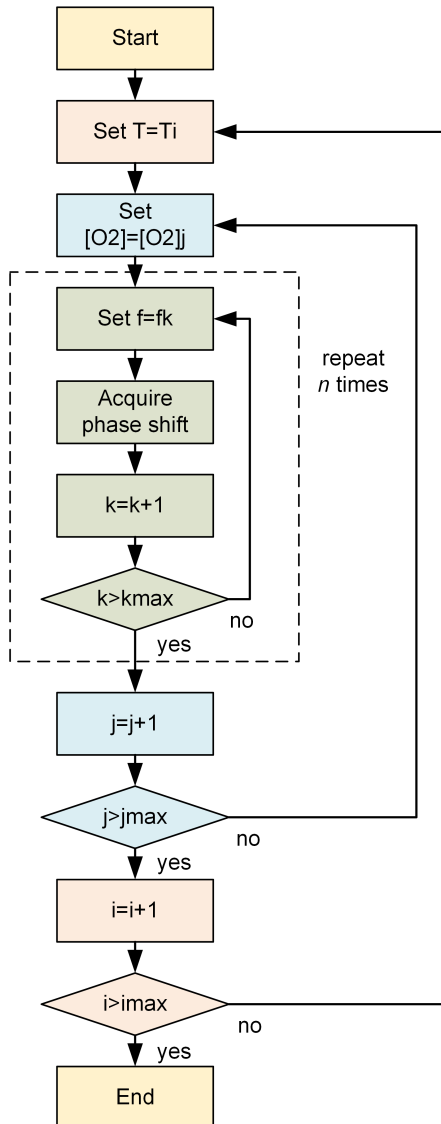 Start
Set T=Ti
Set
[O2]=[O2]j
Set f=fk
repeat
n times
Acquire
phase shift
k=k+1
k>kmax
no
yes
j=j+1
j>jmax
no
yes
i=i+1
i>imax
no
yes
End